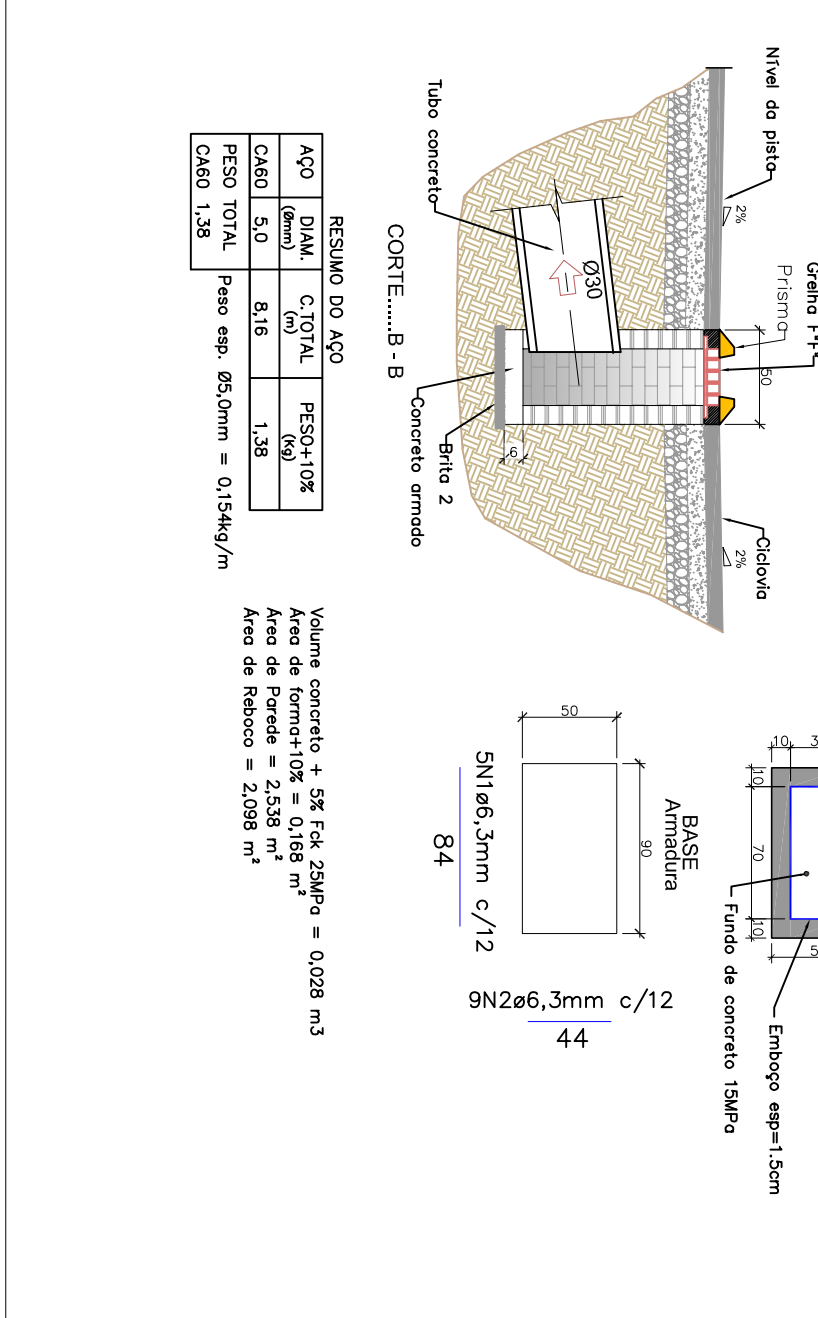 Nível da pista
2%
Prisma
50
Ciclovia
2%
Tubo concreto
Ø30
6
Brita 2
Concreto armado
CORTE......B - B
10
10
70
10
Emboço esp=1.5cm
Fundo de concreto 15MPa
BASE
Armadura
90
50
5N1ø6,3mm c/12
84
9N2ø6,3mm c/12
44
RESUMO DO AÇO
AÇO DIAM. (Ømm) C.TOTAL (m) PESO+10% (Kg)
CA60 5,0 8,16 1,38
PESO TOTAL
CA60 1,38
Peso esp. Ø5,0mm = 0,154kg/m
Volume concreto + 5% Fck 25MPa = 0,028 m3
Área de forma+10% = 0,168 m²
Área de Parede = 2,538 m²
Área de Reboco = 2,098 m²